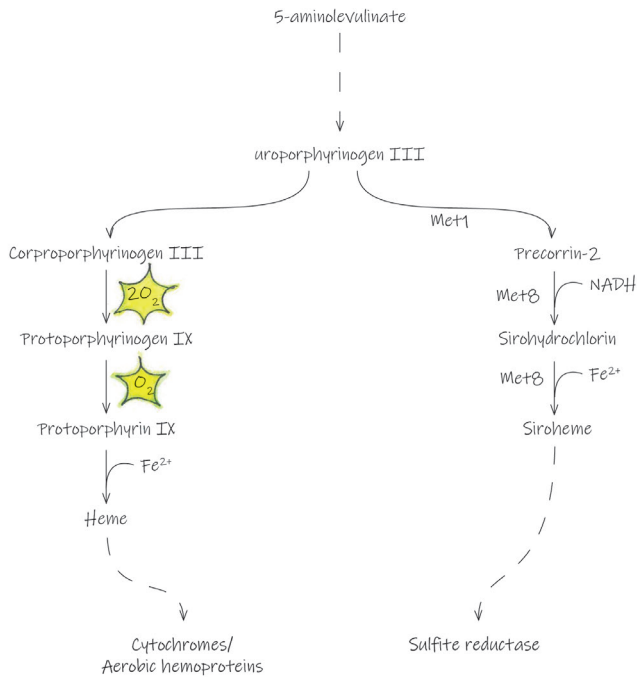 5-aminolevulinate
uroporphyrinogen III
Met1
Corproporphyrinogen III
Precorrin-2
2O₂
Met8
NADH
Protoporphyrinogen IX
Sirohydrochlorin
O₂
Met8
Fe²⁺
Protoporphyrin IX
Siroheme
Fe²⁺
Heme
Cytochromes/
Aerobic hemoproteins
Sulfite reductase